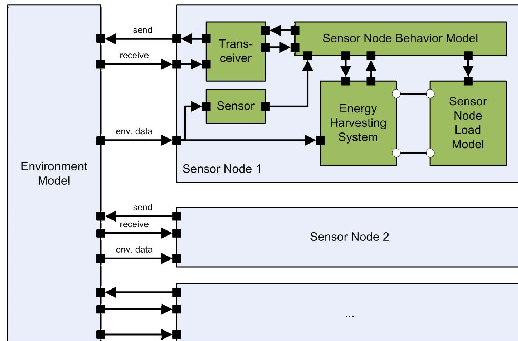 send
receive
env. data
Environment
Model
Trans-
ceiver
Sensor Node Behavior Model
Sensor
Energy
Harvesting
System
Sensor
Node
Load
Model
Sensor Node 1
send
receive
env. data
Sensor Node 2
...